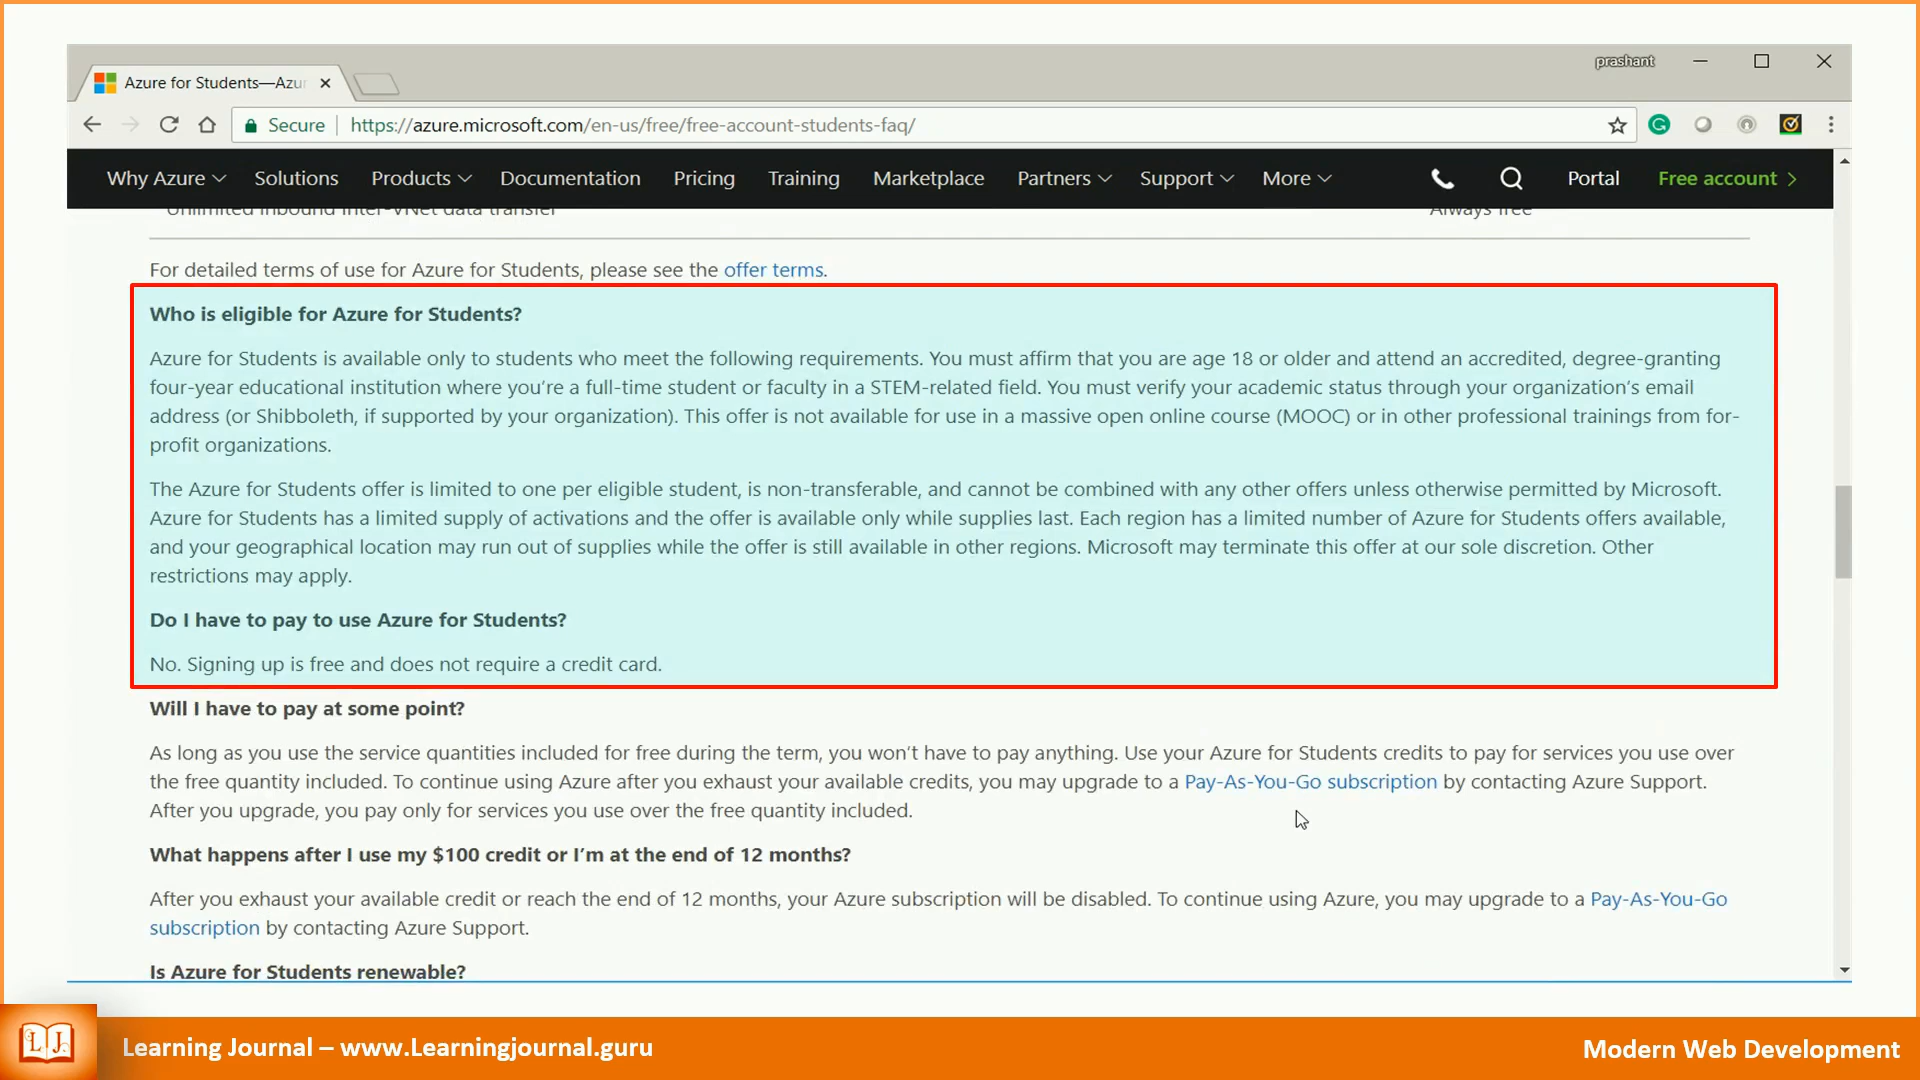 prashant
Azure for Students—Azur
Secure https://azure.microsoft.com/en-us/free/free-account-students-faq/
Why Azure Solutions Products Documentation Pricing Training Marketplace Partners Support More Portal Free account
Unlimited inbound Inter-VNet data transfer Always free
For detailed terms of use for Azure for Students, please see the offer terms.
Who is eligible for Azure for Students?
Azure for Students is available only to students who meet the following requirements. You must affirm that you are age 18 or older and attend an accredited, degree-granting
four-year educational institution where you're a full-time student or faculty in a STEM-related field. You must verify your academic status through your organization's email
address (or Shibboleth, if supported by your organization). This offer is not available for use in a massive open online course (MOOC) or in other professional trainings from for-
profit organizations.
The Azure for Students offer is limited to one per eligible student, is non-transferable, and cannot be combined with any other offers unless otherwise permitted by Microsoft.
Azure for Students has a limited supply of activations and the offer is available only while supplies last. Each region has a limited number of Azure for Students offers available,
and your geographical location may run out of supplies while the offer is still available in other regions. Microsoft may terminate this offer at our sole discretion. Other
restrictions may apply.
Do I have to pay to use Azure for Students?
No. Signing up is free and does not require a credit card.
Will I have to pay at some point?
As long as you use the service quantities included for free during the term, you won't have to pay anything. Use your Azure for Students credits to pay for services you use over
the free quantity included. To continue using Azure after you exhaust your available credits, you may upgrade to a Pay-As-You-Go subscription by contacting Azure Support.
After you upgrade, you pay only for services you use over the free quantity included.
What happens after I use my $100 credit or I'm at the end of 12 months?
After you exhaust your available credit or reach the end of 12 months, your Azure subscription will be disabled. To continue using Azure, you may upgrade to a Pay-As-You-Go
subscription by contacting Azure Support.
Is Azure for Students renewable?
LJ
Learning Journal – www.Learningjournal.guru
Modern Web Development